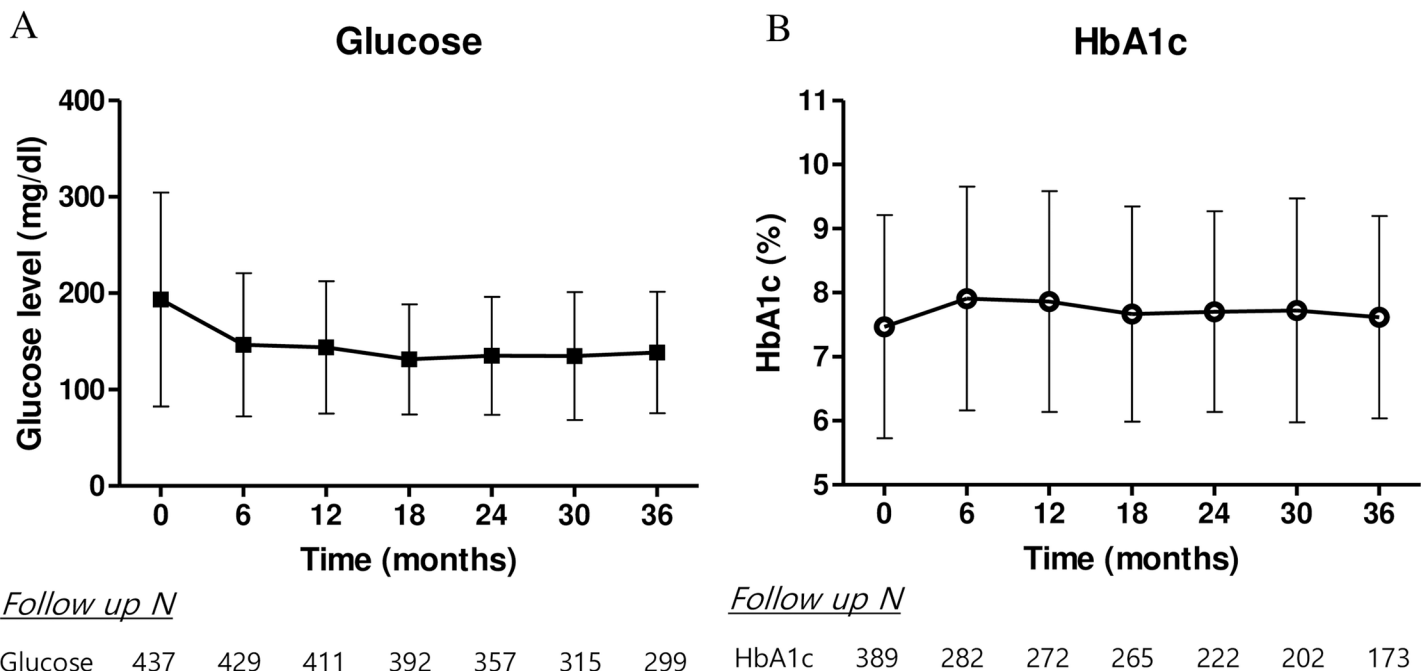 A
Glucose
Glucose level (mg/dl)
400
300
200
100
0
0 6 12 18 24 30 36
Time (months)
Follow up N
Glucose 437 429 411 392 357 315 299
B
HbA1c
HbA1c (%)
11
10
9
8
7
6
5
0 6 12 18 24 30 36
Time (months)
Follow up N
HbA1c 389 282 272 265 222 202 173